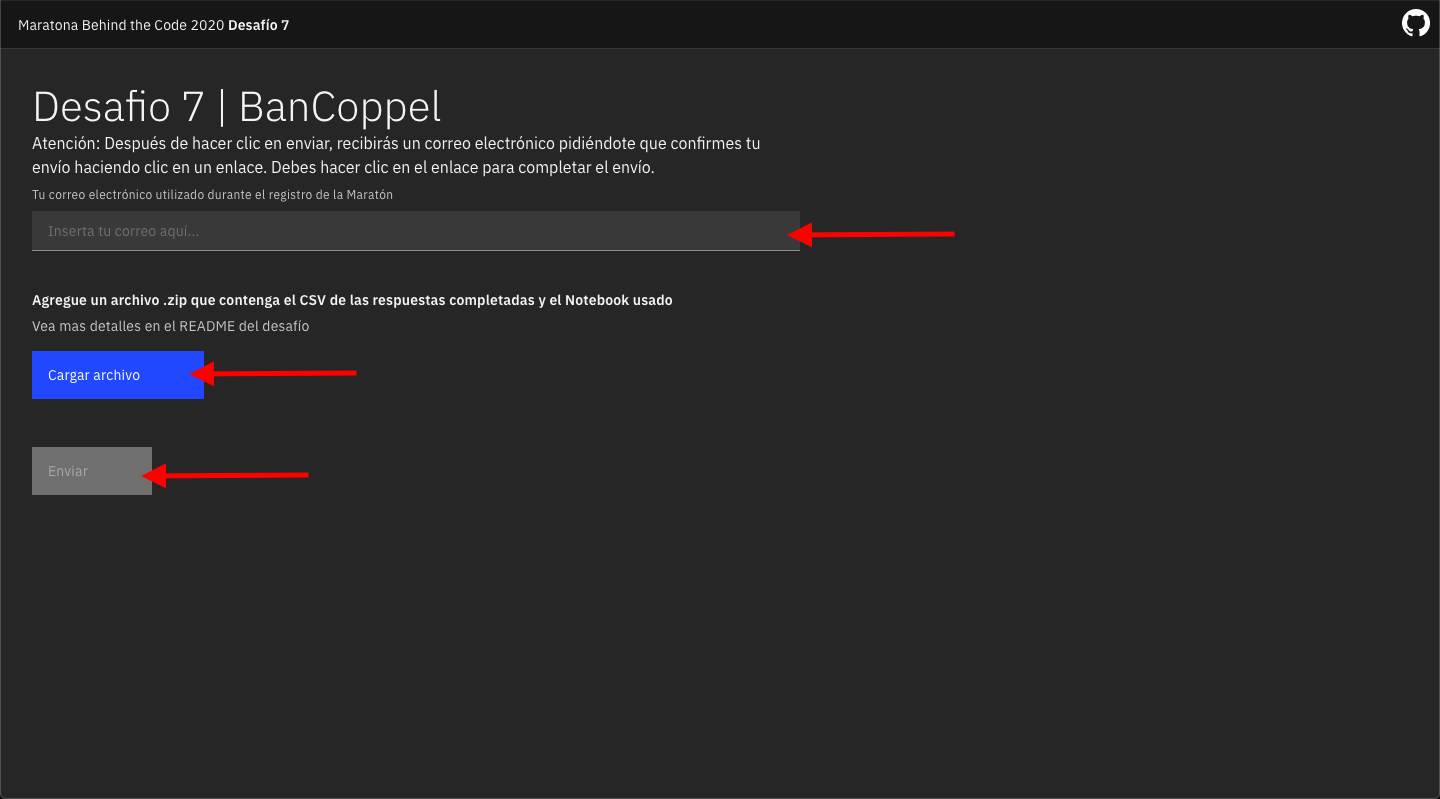 Maratona Behind the Code 2020 Desafío 7
Desafio 7 | BanCoppel
Atención: Después de hacer clic en enviar, recibirás un correo electrónico pidiéndote que confirmes tu
envío haciendo clic en un enlace. Debes hacer clic en el enlace para completar el envío.
Tu correo electrónico utilizado durante el registro de la Maratón
Inserta tu correo aquí...
Agregue un archivo .zip que contenga el CSV de las respuestas completadas y el Notebook usado
Vea mas detalles en el README del desafío
Cargar archivo
Enviar